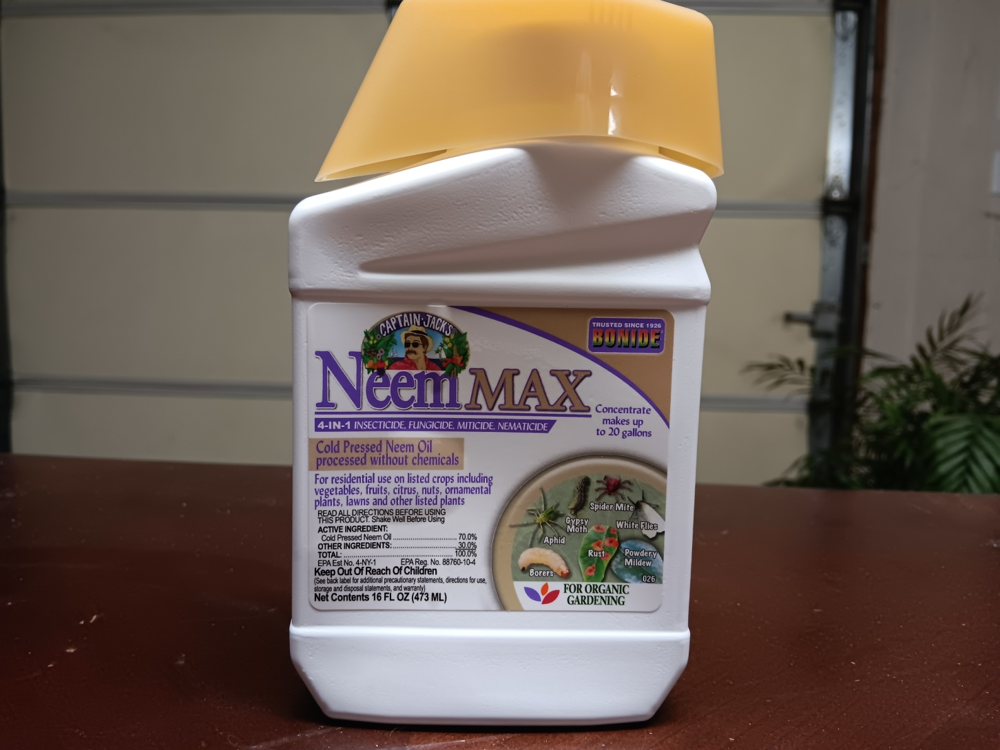 CAPTAIN·JACK'S
TRUSTED SINCE 1926
BONIDE
Neem MAX
4-IN-1 INSECTICIDE, FUNGICIDE, MITICIDE, NEMATICIDE
Concentrate
makes up
to 20 gallons
Cold Pressed Neem Oil
processed without chemicals
For residential use on listed crops including
vegetables, fruits, citrus, nuts, ornamental
plants, lawns and other listed plants
READ ALL DIRECTIONS BEFORE USING
THIS PRODUCT. Shake Well Before Using
ACTIVE INGREDIENT:
Cold Pressed Neem Oil ................................ 70.0%
OTHER INGREDIENTS: ................................ 30.0%
TOTAL: ................................ 100.0%
EPA Est No. 4-NY-1 EPA Reg. No. 88760-10-4
Keep Out Of Reach Of Children
(See back label for additional precautionary statements, directions for use,
storage and disposal statements, and warranty)
Net Contents 16 FL OZ (473 ML)
Spider Mite
Gypsy
Moth
White Flies
Aphid
Rust
Powdery
Mildew
Borers
026
FOR ORGANIC
GARDENING